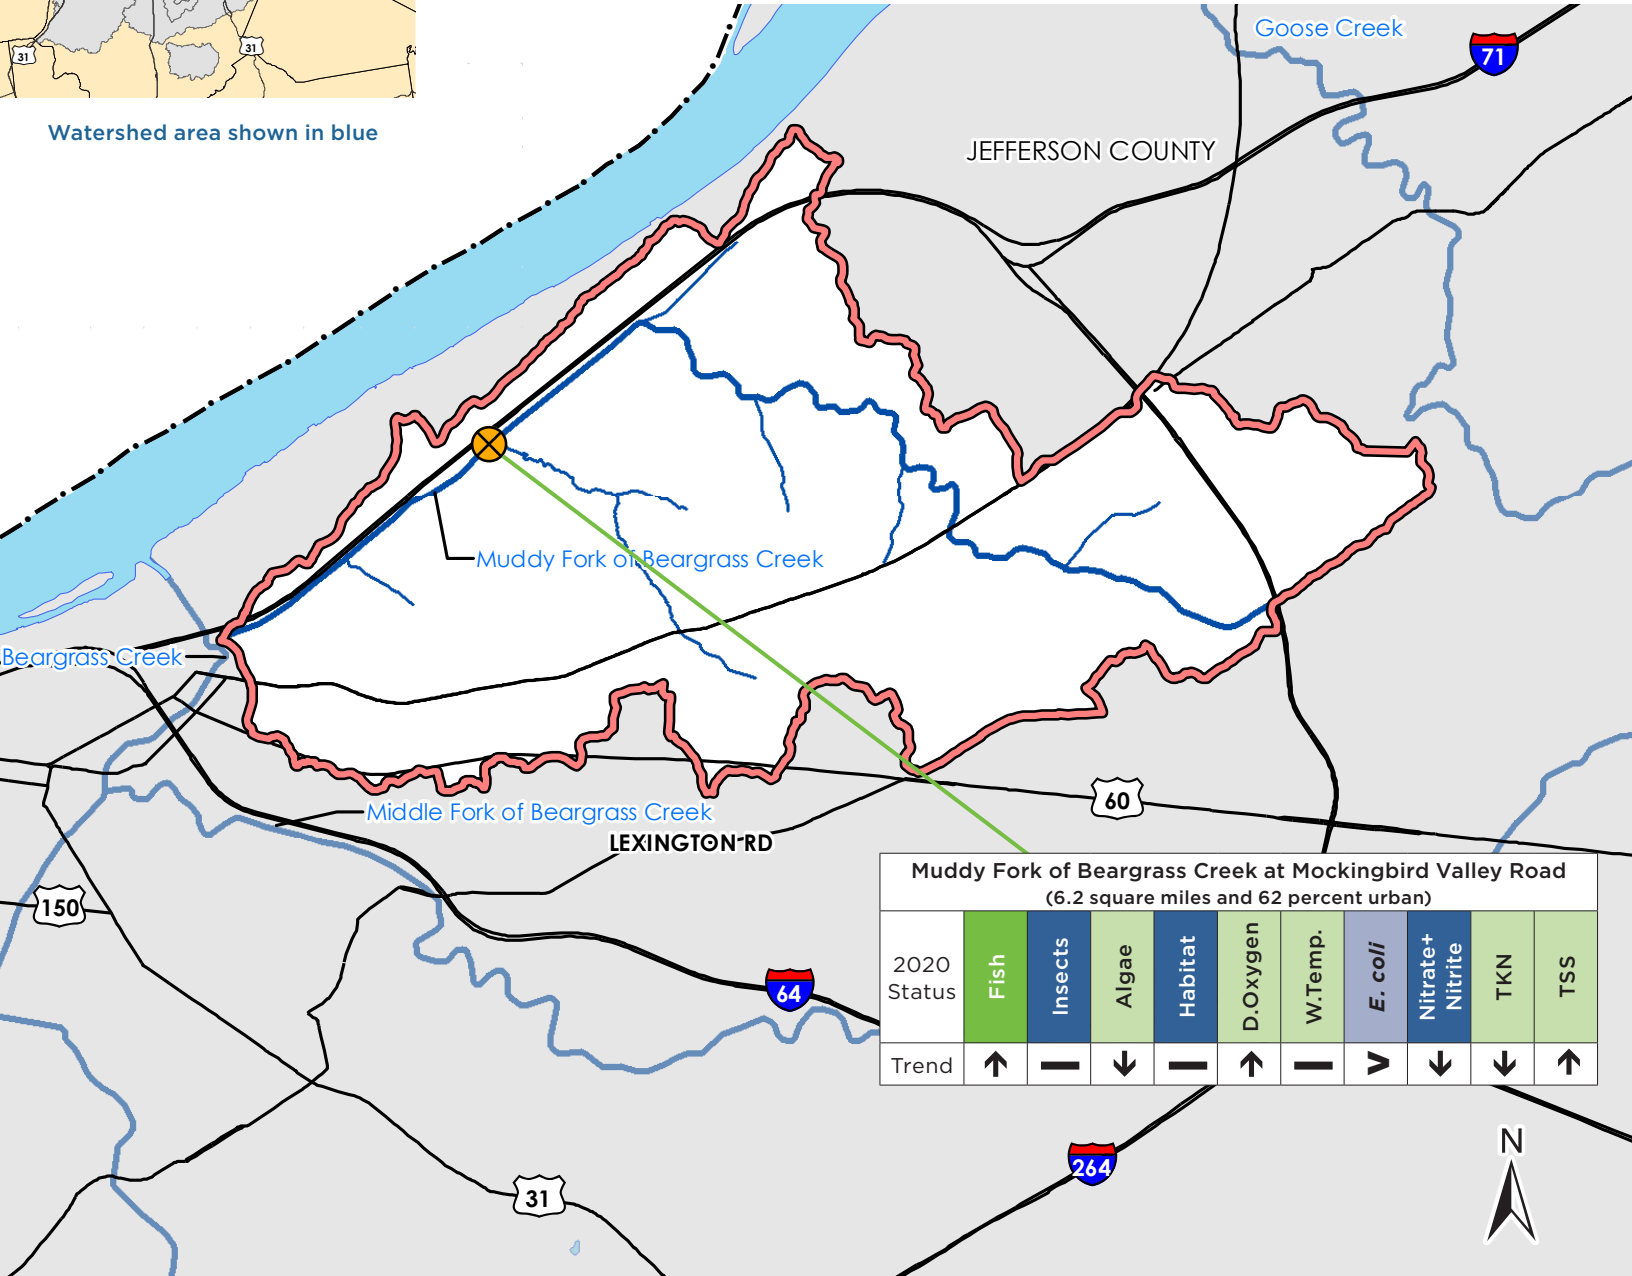 31
31
Watershed area shown in blue
Goose Creek
71
JEFFERSON COUNTY
Muddy Fork of Beargrass Creek
Beargrass Creek
60
Middle Fork of Beargrass Creek
LEXINGTON RD
150
64
Muddy Fork of Beargrass Creek at Mockingbird Valley Road
(6.2 square miles and 62 percent urban)
2020
Status
Fish
Insects
Algae
Habitat
D.Oxygen
W.Temp.
E. coli
Nitrate+
Nitrite
TKN
TSS
Trend
N
264
31